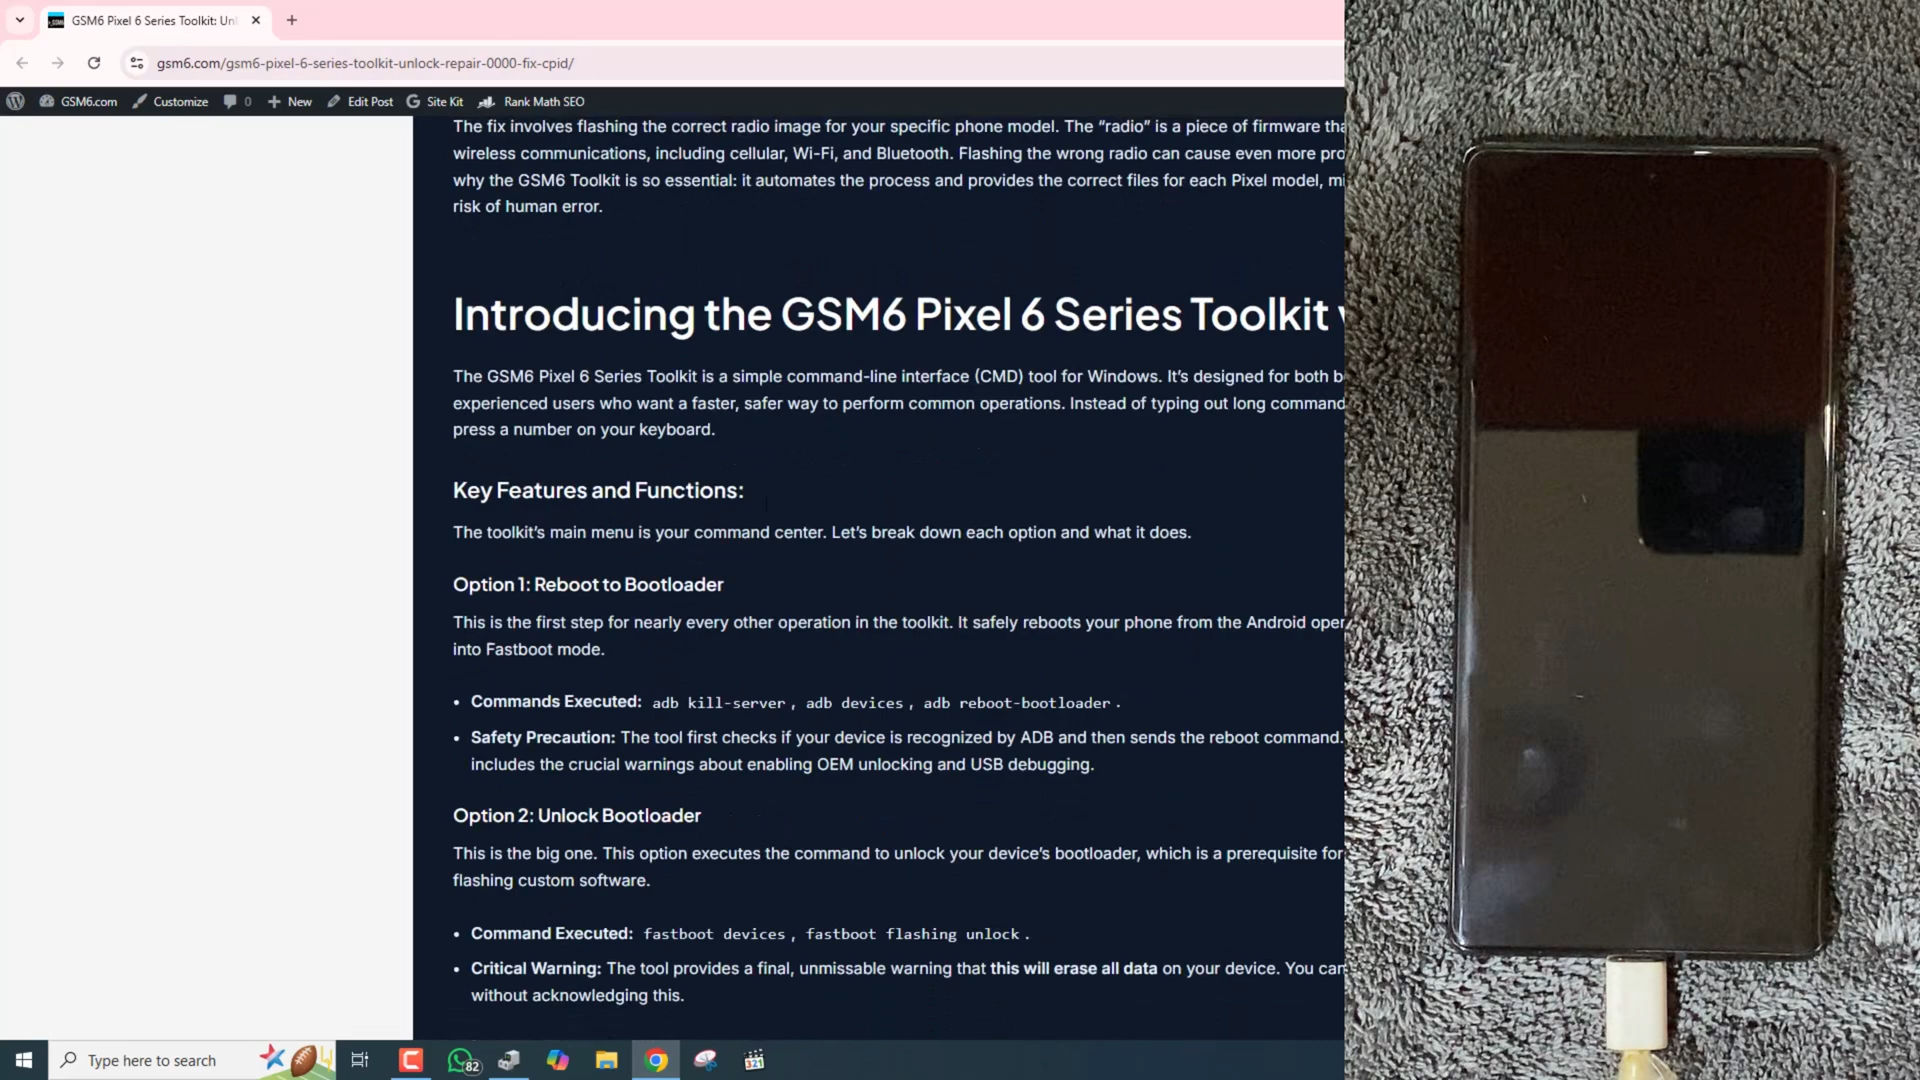 GSM6 Pixel 6 Series Toolkit: Un
gsm6.com/gsm6-pixel-6-series-toolkit-unlock-repair-0000-fix-cpid/
GSM6.com Customize 0 New Edit Post Site Kit Rank Math SEO
The fix involves flashing the correct radio image for your specific phone model. The “radio” is a piece of firmware
wireless communications, including cellular, Wi-Fi, and Bluetooth. Flashing the wrong radio can cause even more
why the GSM6 Toolkit is so essential: it automates the process and provides the correct files for each Pixel model,
risk of human error.
Introducing the GSM6 Pixel 6 Series Toolkit
The GSM6 Pixel 6 Series Toolkit is a simple command-line interface (CMD) tool for Windows. It’s designed for both
experienced users who want a faster, safer way to perform common operations. Instead of typing out long
press a number on your keyboard.
Key Features and Functions:
The toolkit’s main menu is your command center. Let’s break down each option and what it does.
Option 1: Reboot to Bootloader
This is the first step for nearly every other operation in the toolkit. It safely reboots your phone from the Android
into Fastboot mode.
• Commands Executed: adb kill-server, adb devices, adb reboot-bootloader.
• Safety Precaution: The tool first checks if your device is recognized by ADB and then sends the reboot command.
includes the crucial warnings about enabling OEM unlocking and USB debugging.
Option 2: Unlock Bootloader
This is the big one. This option executes the command to unlock your device’s bootloader, which is a prerequisite for
flashing custom software.
• Command Executed: fastboot devices, fastboot flashing unlock.
• Critical Warning: The tool provides a final, unmissable warning that this will erase all data on your device. You
without acknowledging this.
Type here to search
82
321